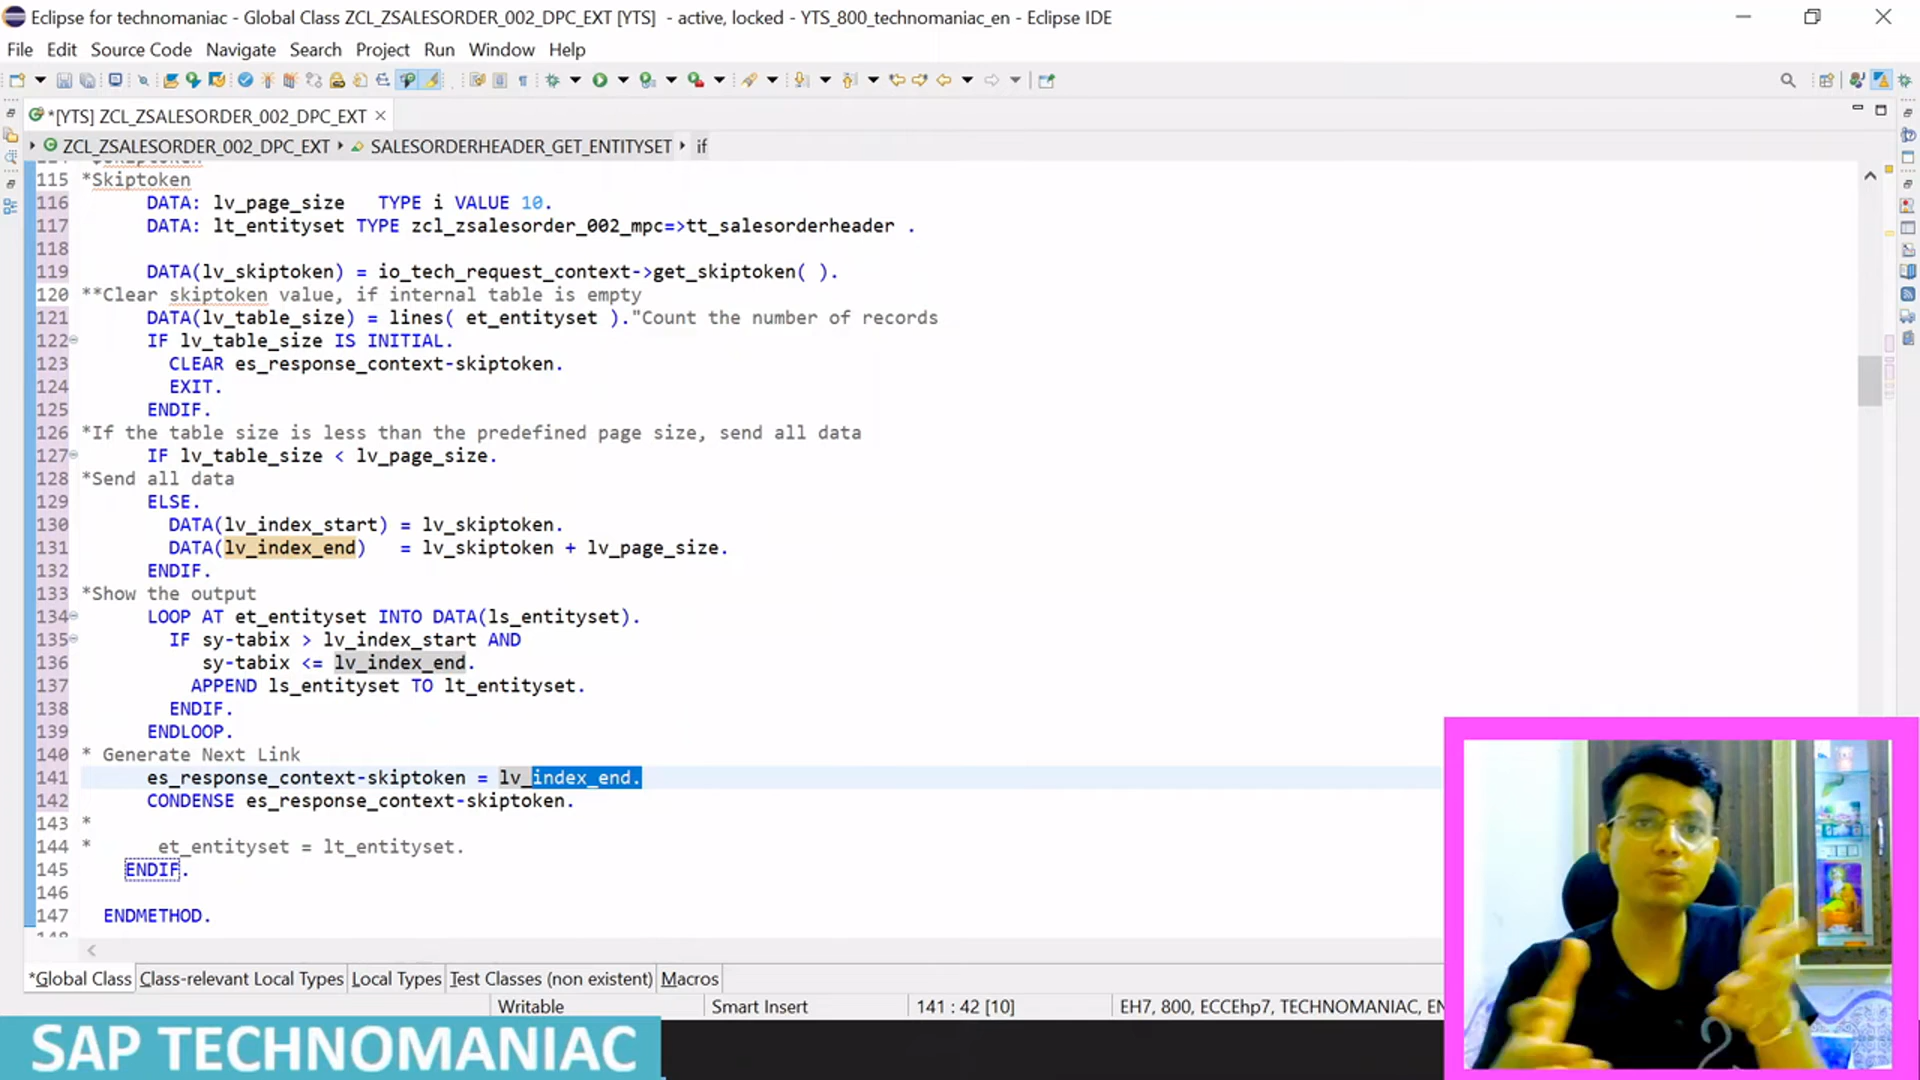 Eclipse for technomaniac - Global Class ZCL_ZSALESORDER_002_DPC_EXT [YTS]  - active, locked - YTS_800_technomaniac_en - Eclipse IDE
File Edit Source Code Navigate Search Project Run Window Help
*[YTS] ZCL_ZSALESORDER_002_DPC_EXT
ZCL_ZSALESORDER_002_DPC_EXT SALESORDERHEADER_GET_ENTITYSET if
115 *Skiptoken
116 DATA: lv_page_size   TYPE i VALUE 10.
117 DATA: lt_entityset TYPE zcl_zsalesorder_002_mpc=>tt_salesorderheader .
118
119 DATA(lv_skiptoken) = io_tech_request_context->get_skiptoken( ).
120 **Clear skiptoken value, if internal table is empty
121 DATA(lv_table_size) = lines( et_entityset )."Count the number of records
122 IF lv_table_size IS INITIAL.
123 CLEAR es_response_context-skiptoken.
124 EXIT.
125 ENDIF.
126 *If the table size is less than the predefined page size, send all data
127 IF lv_table_size < lv_page_size.
128 *Send all data
129 ELSE.
130 DATA(lv_index_start) = lv_skiptoken.
131 DATA(lv_index_end)   = lv_skiptoken + lv_page_size.
132 ENDIF.
133 *Show the output
134 LOOP AT et_entityset INTO DATA(ls_entityset).
135 IF sy-tabix > lv_index_start AND
136 sy-tabix <= lv_index_end.
137 APPEND ls_entityset TO lt_entityset.
138 ENDIF.
139 ENDLOOP.
140 * Generate Next Link
141 es_response_context-skiptoken = lv_index_end.
142 CONDENSE es_response_context-skiptoken.
143 *
144 *      et_entityset = lt_entityset.
145 ENDIF.
146
147 ENDMETHOD.
*Global Class Class-relevant Local Types Local Types Test Classes (non existent) Macros
Writable Smart Insert 141 : 42 [10] EH7, 800, ECCEhp7, TECHNOMANIAC, EN
SAP TECHNOMANIAC